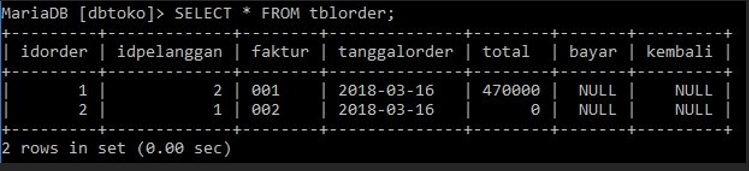 MariaDB [dbtoko]> SELECT * FROM tblorder;
+---------+-------------+--------+--------------+--------+-------+---------+
| idorder | idpelanggan | faktur | tanggalorder | total  | bayar | kembali |
+---------+-------------+--------+--------------+--------+-------+---------+
|       1 |           2 | 001    | 2018-03-16   | 470000 |  NULL |    NULL |
|       2 |           1 | 002    | 2018-03-16   |      0 |  NULL |    NULL |
+---------+-------------+--------+--------------+--------+-------+---------+
2 rows in set (0.00 sec)